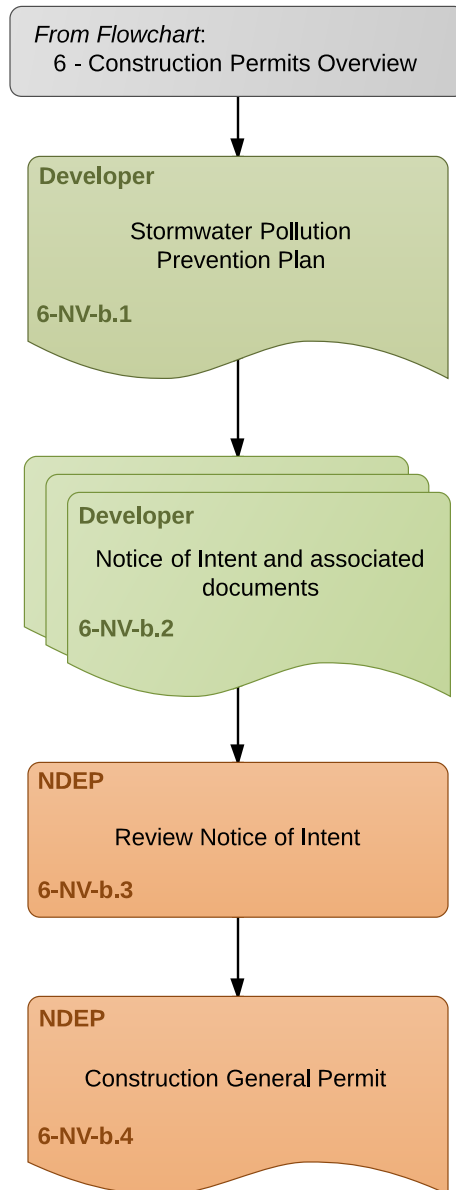 From Flowchart:
6 - Construction Permits Overview
Developer
Stormwater Pollution
Prevention Plan
6-NV-b.1
Developer
Notice of Intent and associated
documents
6-NV-b.2
NDEP
Review Notice of Intent
6-NV-b.3
NDEP
Construction General Permit
6-NV-b.4